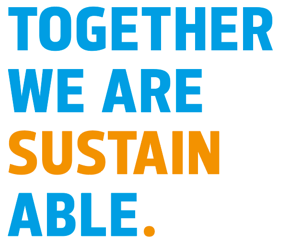 TOGETHER
WE ARE
SUSTAIN
ABLE.